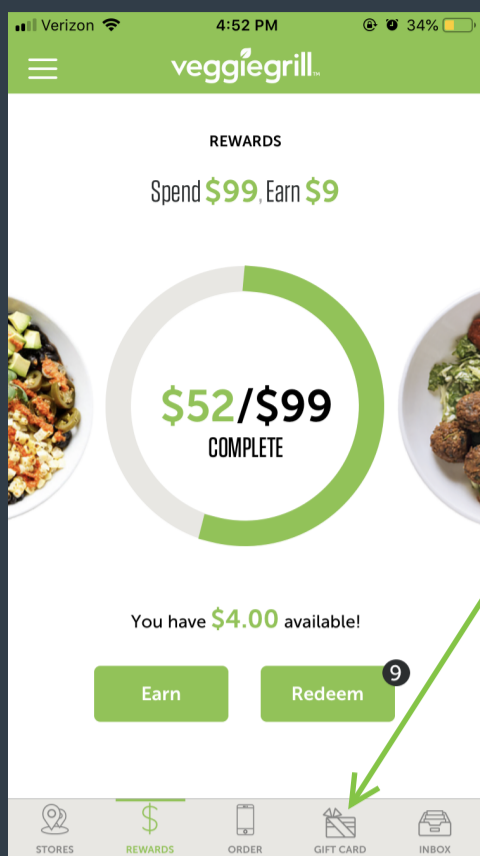 Verizon 4:52 PM 34%
veggiegrill™
REWARDS
Spend $99, Earn $9
$52/$99
COMPLETE
You have $4.00 available!
Earn Redeem 9
$
STORES REWARDS ORDER GIFT CARD INBOX